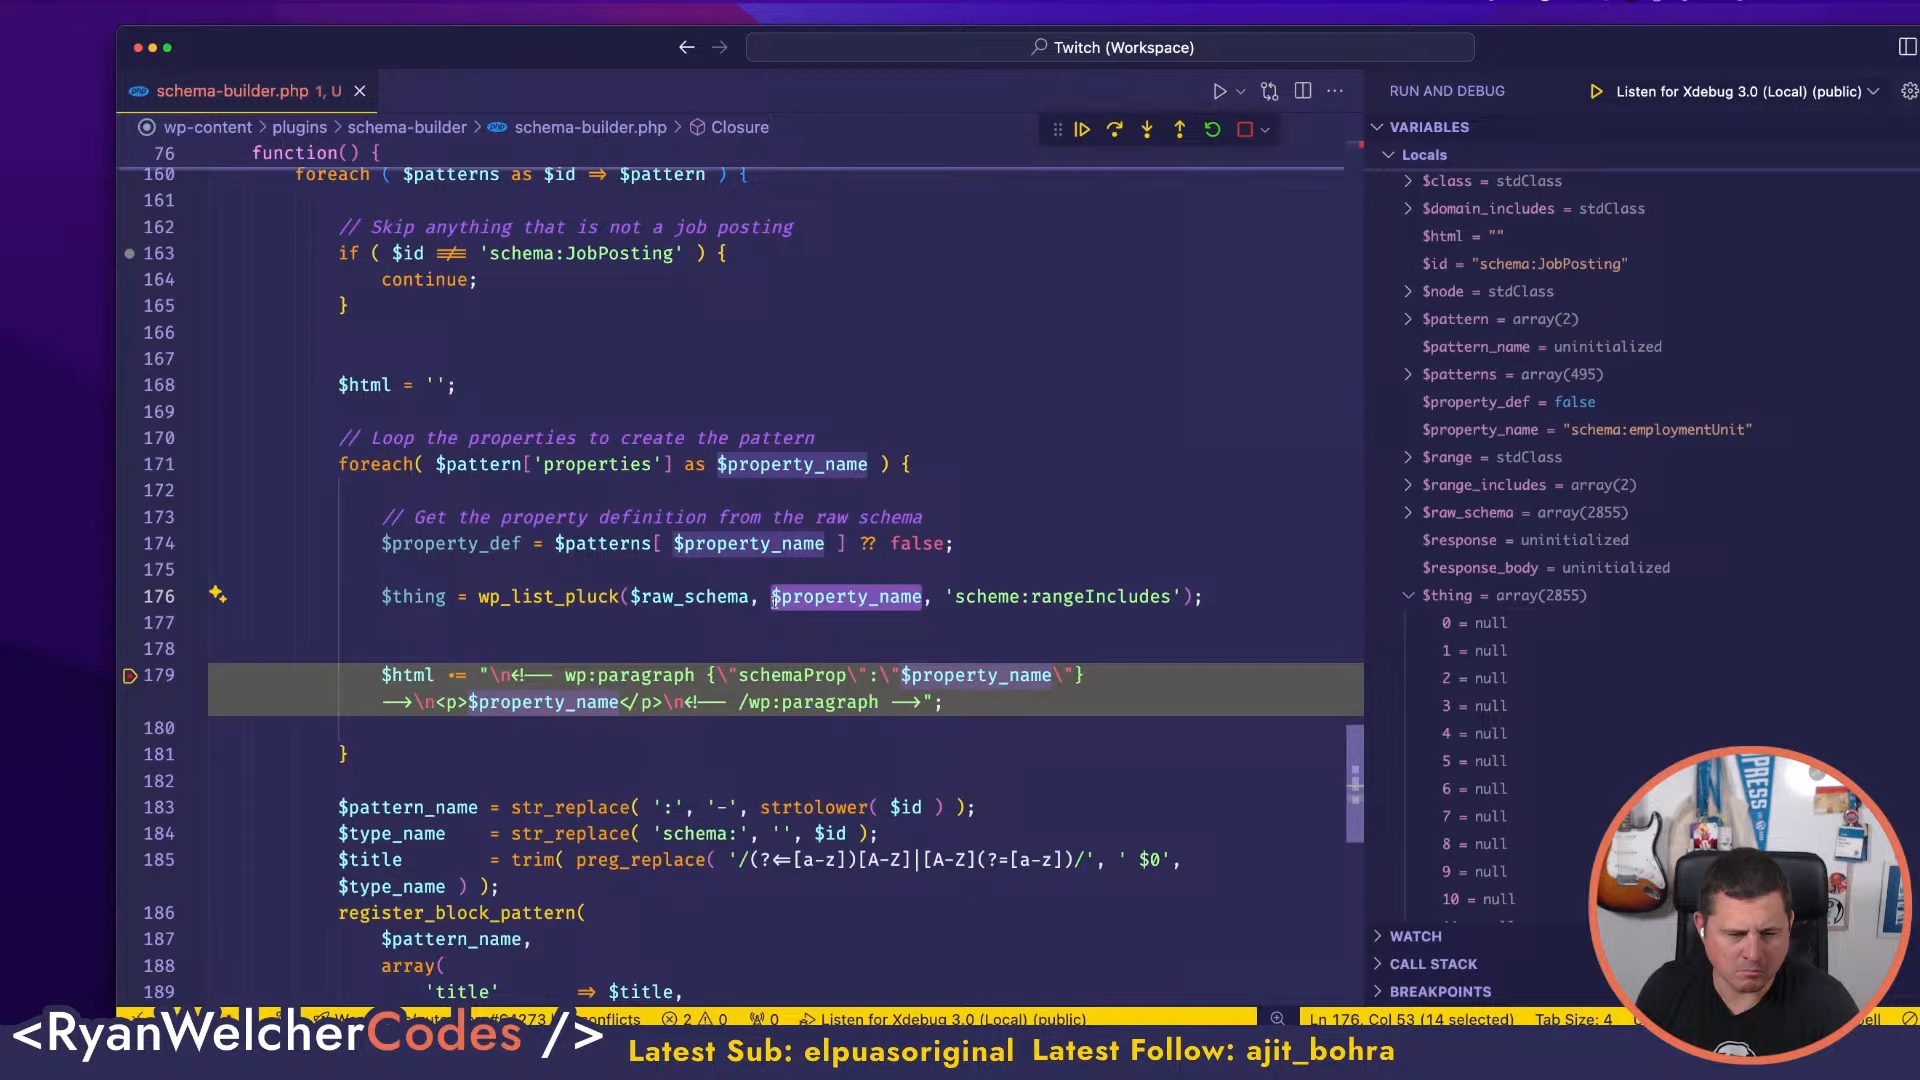 Twitch (Workspace)
schema-builder.php 1, U
RUN AND DEBUG
Listen for Xdebug 3.0 (Local) (public)
wp-content > plugins > schema-builder > schema-builder.php > Closure
VARIABLES
Locals
76 function() {
160 foreach ( $patterns as $id => $pattern ) {
161
162 // Skip anything that is not a job posting
163 if ( $id !== 'schema:JobPosting' ) {
164 continue;
165 }
166
167
168 $html = '';
169
170 // Loop the properties to create the pattern
171 foreach( $pattern['properties'] as $property_name ) {
172
173 // Get the property definition from the raw schema
174 $property_def = $patterns[ $property_name ] ?? false;
175
176 $thing = wp_list_pluck($raw_schema, $property_name, 'scheme:rangeIncludes');
177
178
179 $html .= "\n<!-- wp:paragraph {\"schemaProp\":\"$property_name\"}
-->\n<p>$property_name</p>\n<!-- /wp:paragraph -->";
180
181 }
182
183 $pattern_name = str_replace( ':', '-', strtolower( $id ) );
184 $type_name = str_replace( 'schema:', '', $id );
185 $title = trim( preg_replace( '/(?<=[a-z])[A-Z]|[A-Z](?=[a-z])/', ' $0',
$type_name ) );
186 register_block_pattern(
187 $pattern_name,
188 array(
189 'title' => $title,
$class = stdClass
$domain_includes = stdClass
$html = ""
$id = "schema:JobPosting"
$node = stdClass
$pattern = array(2)
$pattern_name = uninitialized
$patterns = array(495)
$property_def = false
$property_name = "schema:employmentUnit"
$range = stdClass
$range_includes = array(2)
$raw_schema = array(2855)
$response = uninitialized
$response_body = uninitialized
$thing = array(2855)
0 = null
1 = null
2 = null
3 = null
4 = null
5 = null
6 = null
7 = null
8 = null
9 = null
10 = null
WATCH
CALL STACK
BREAKPOINTS
2 0 0 Listen for Xdebug 3.0 (Local) (public) Ln 176, Col 53 (14 selected) Tab Size: 4
<RyanWelcherCodes />
Latest Sub: elpuasoriginal Latest Follow: ajit_bohra